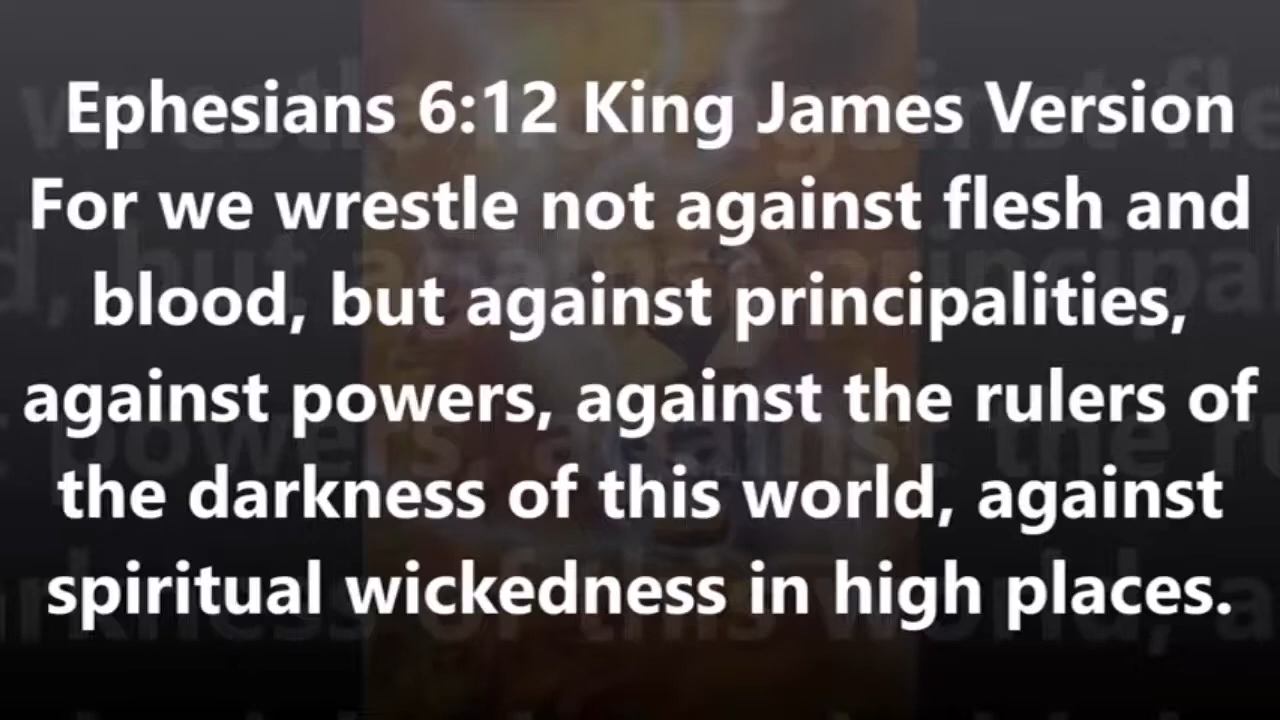 Ephesians 6:12 King James Version
For we wrestle not against flesh and
blood, but against principalities,
against powers, against the rulers of
the darkness of this world, against
spiritual wickedness in high places.